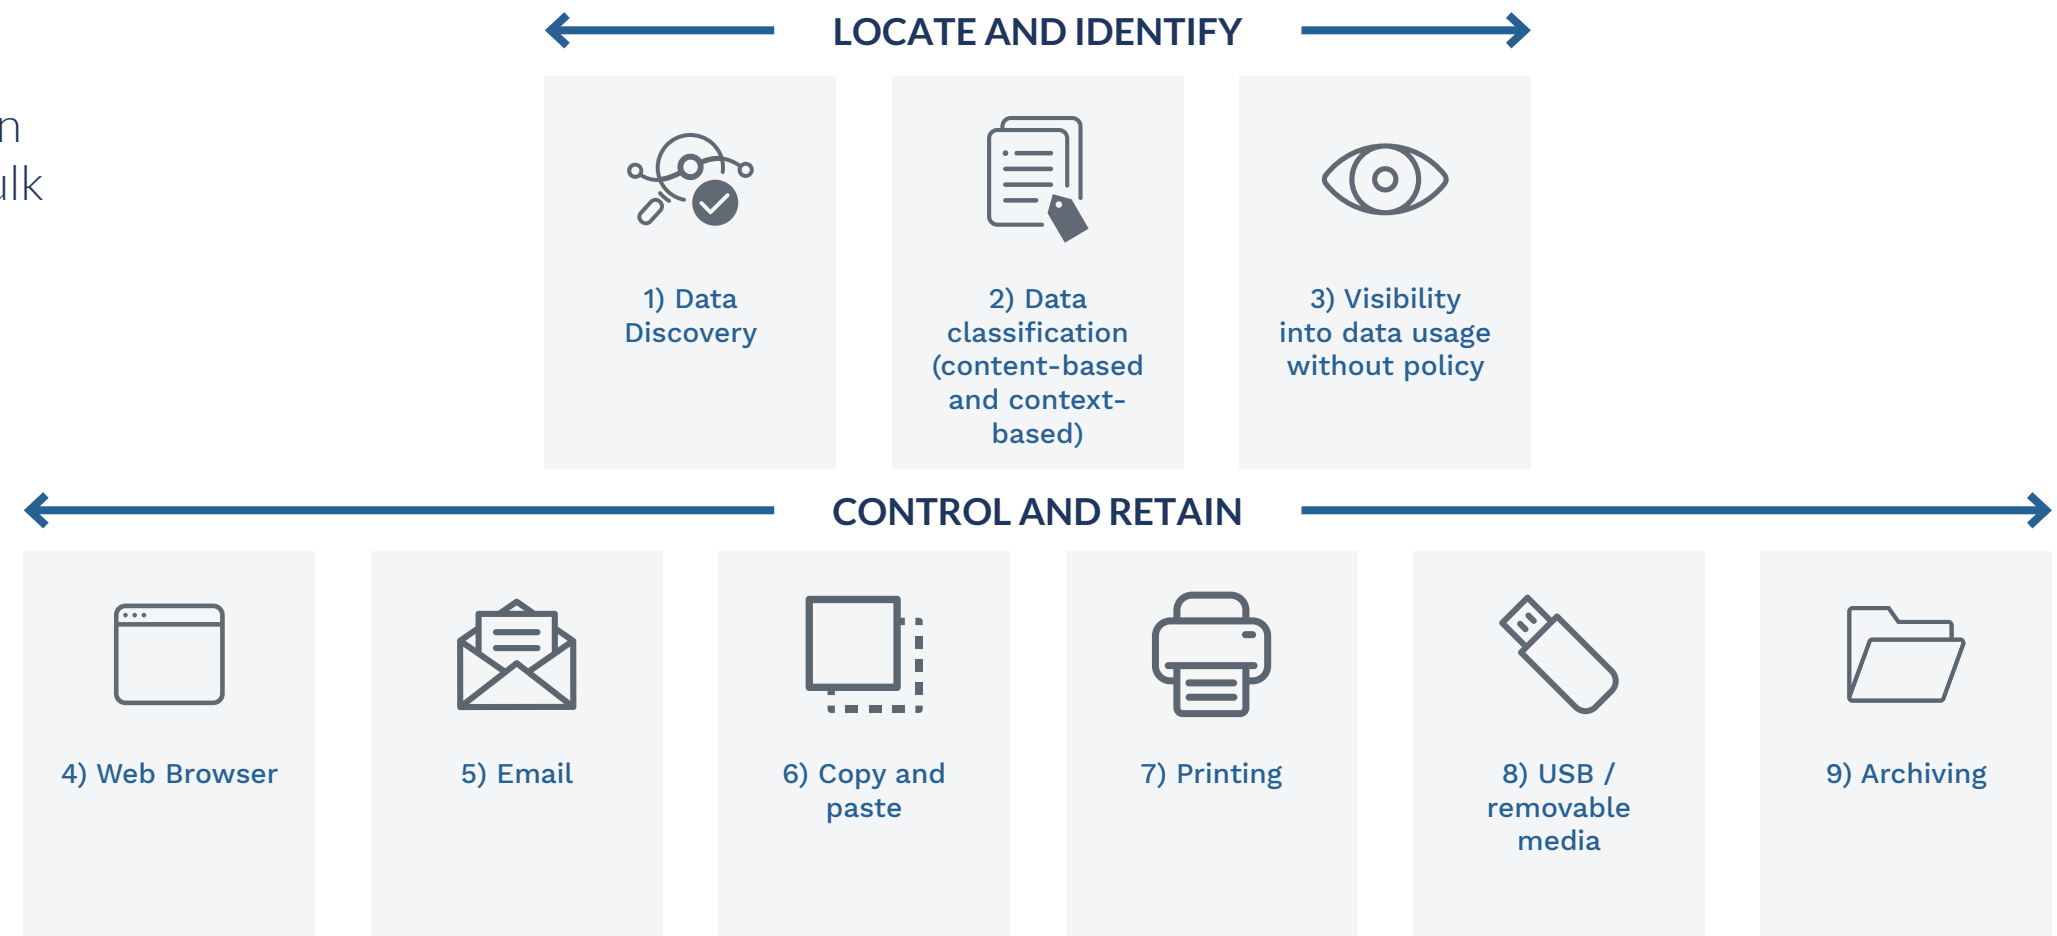 LOCATE AND IDENTIFY
1) Data
Discovery
2) Data
classification
(content-based
and context-
based)
3) Visibility
into data usage
without policy
CONTROL AND RETAIN
4) Web Browser
5) Email
6) Copy and
paste
7) Printing
8) USB /
removable
media
9) Archiving